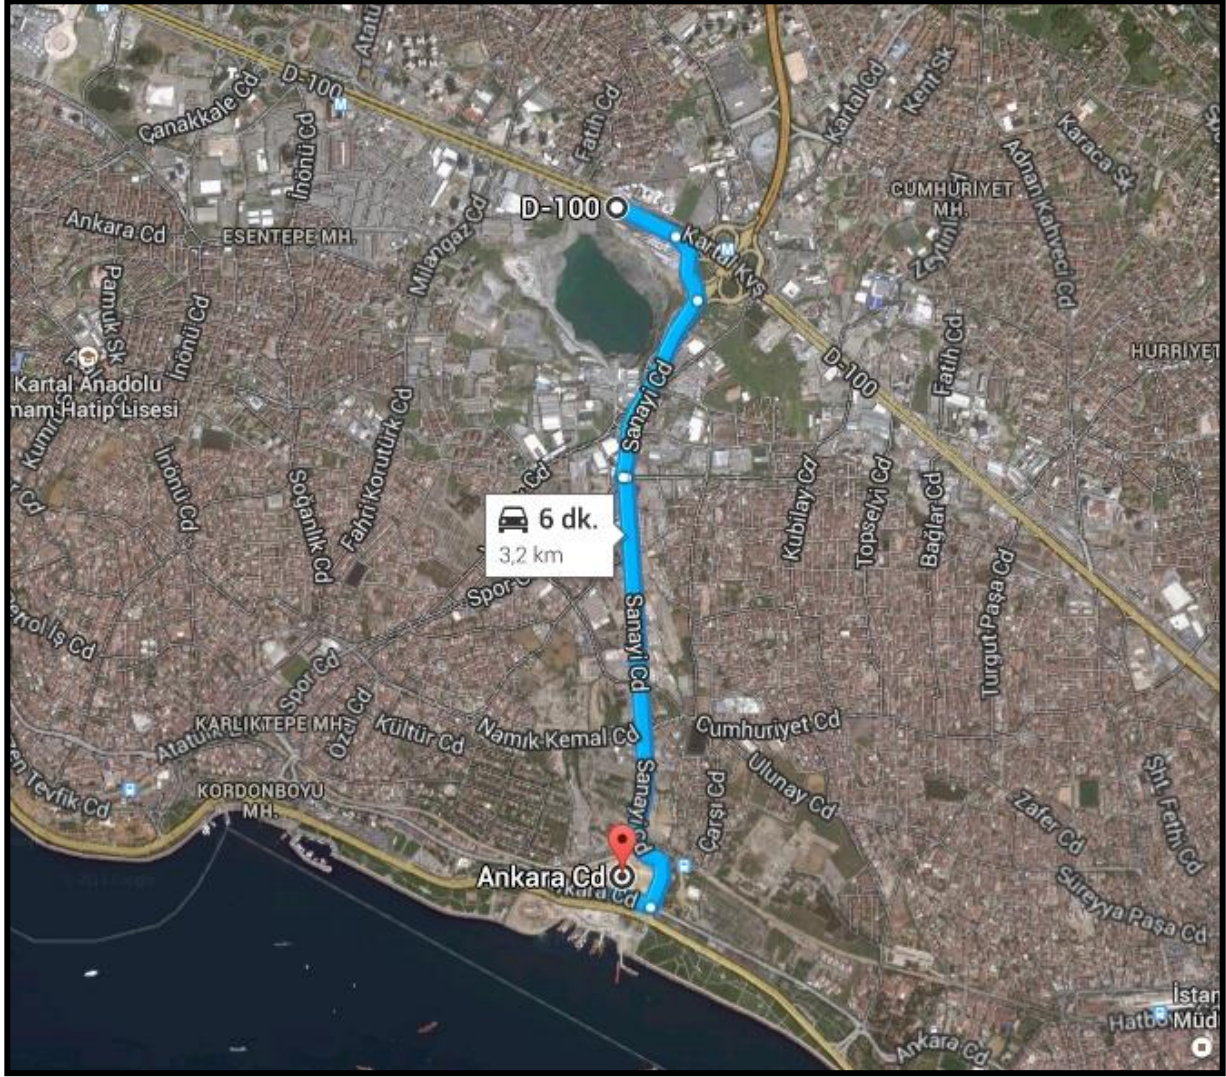 D-100
Çanakkale Cd
İnönü Cd
Fatih Cd
Kartal Cd
Kent Sk
Karaca Sk
Adnan Kahveci Cd
CUMHURİYET
MH.
D-100
Ankara Cd
ESENTEPE MH.
Milangaz Cd
Kartal Kvş
Pamuk Sk
İnönü Cd
Fatih Cd
HÜRRİYET
D-100
Kartal Anadolu
mam Hatip Lisesi
Sanayi Cd
Fahri Korutürk Cd
İnönü Cd
Soğanlık Cd
Kubilay Cd
Topselvi Cd
Bağlar Cd
6 dk.
3,2 km
Turgut Paşa Cd
Sanayi Cd
Spor Cd
KARLIKTEPE MH.
Özel Cd
Kültür Cd
Namık Kemal Cd
Cumhuriyet Cd
Sanayi Cd
Ulunay Cd
Çarşı Cd
Zafer Cd
Şht. Fethi Cd
en Tevfik Cd
KORDONBOYU
MH.
Ankara Cd
Süreyya Paşa Cd
İstan
Müd
Ankara Cd